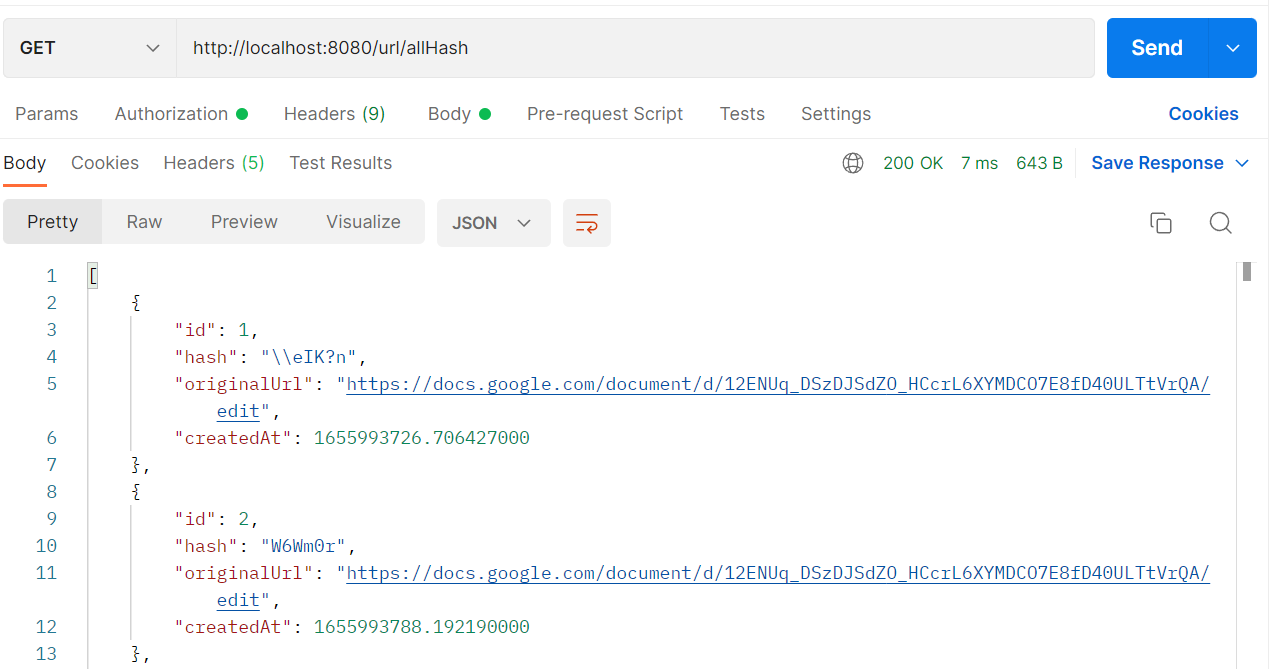 GET http://localhost:8080/url/allHash Send
Params Authorization Headers (9) Body Pre-request Script Tests Settings Cookies
Body Cookies Headers (5) Test Results 200 OK 7 ms 643 B Save Response
Pretty Raw Preview Visualize JSON
1 [
2 {
3 "id": 1,
4 "hash": "\\eIK?n",
5 "originalUrl": "https://docs.google.com/document/d/12ENUq_DSzDJSdZO_HCcrL6XYMDCO7E8fD40ULTtVrQA/
edit",
6 "createdAt": 1655993726.706427000
7 },
8 {
9 "id": 2,
10 "hash": "W6Wm0r",
11 "originalUrl": "https://docs.google.com/document/d/12ENUq_DSzDJSdZO_HCcrL6XYMDCO7E8fD40ULTtVrQA/
edit",
12 "createdAt": 1655993788.192190000
13 },